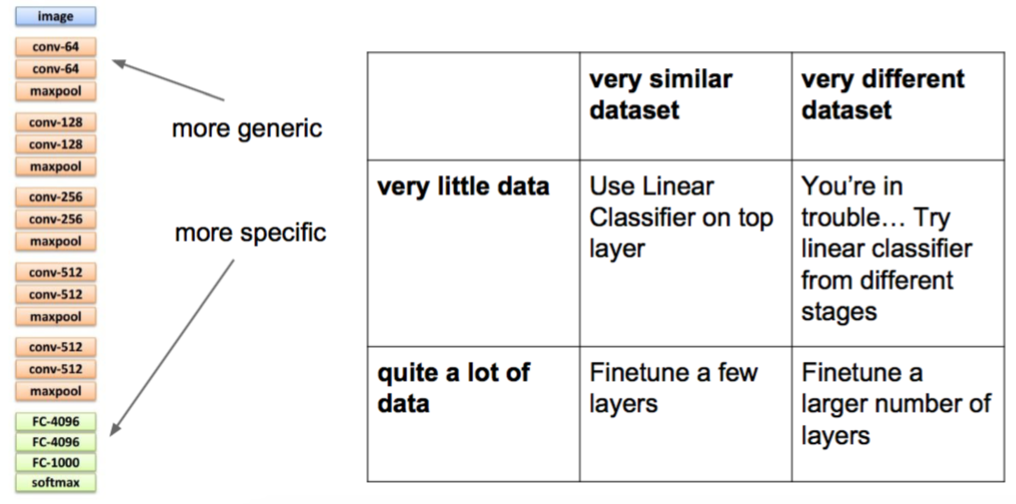 image
conv-64
conv-64
maxpool
conv-128
conv-128
maxpool
conv-256
conv-256
maxpool
conv-512
conv-512
maxpool
conv-512
conv-512
maxpool
FC-4096
FC-4096
FC-1000
softmax
more generic
more specific
very similar
dataset
very different
dataset
very little data
Use Linear
Classifier on top
layer
You’re in
trouble… Try
linear classifier
from different
stages
quite a lot of
data
Finetune a few
layers
Finetune a
larger number of
layers